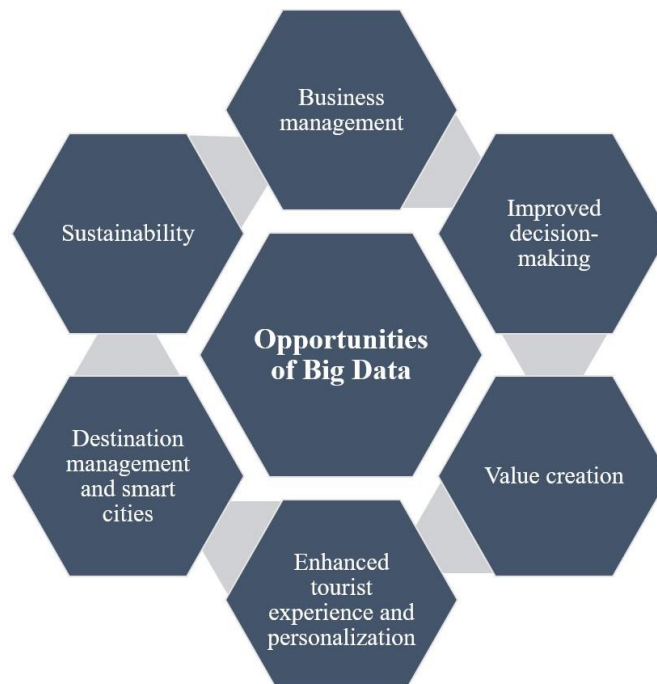 Business
management
Improved
decision-
making
Value creation
Enhanced
tourist
experience and
personalization
Destination
management
and smart
cities
Sustainability
Opportunities
of Big Data